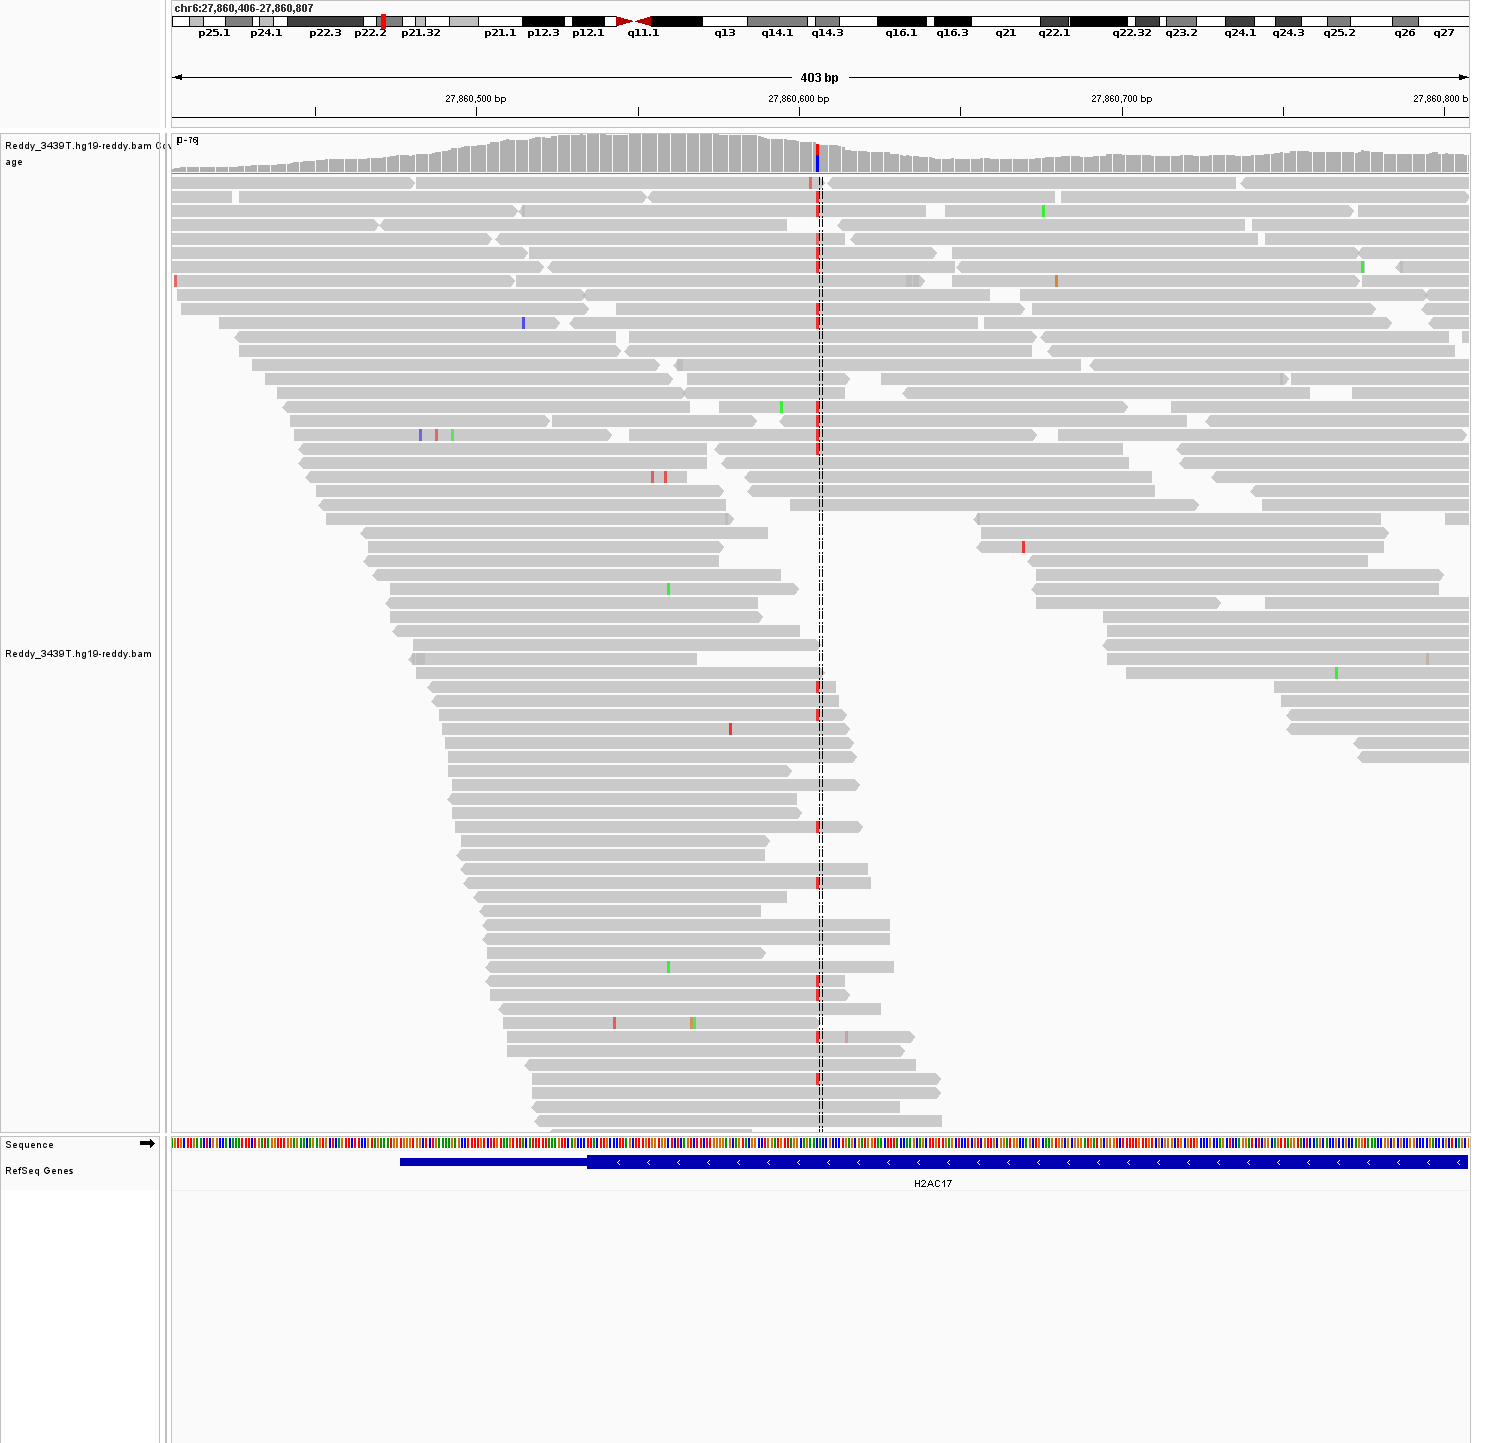 chr6:27,860,406-27,860,807
p25.1 p24.1 p22.3 p22.2 p21.32 p21.1 p12.3 p12.1 q11.1 q13 q14.1 q14.3 q16.1 q16.3 q21 q22.1 q22.32 q23.2 q24.1 q24.3 q25.2 q26 q27
403 bp
27,860,500 bp 27,860,600 bp 27,860,700 bp 27,860,800 b
Reddy_3439T.hg19-reddy.bam Cov
age
[0-76]
Reddy_3439T.hg19-reddy.bam
Sequence
RefSeq Genes
H2AC17